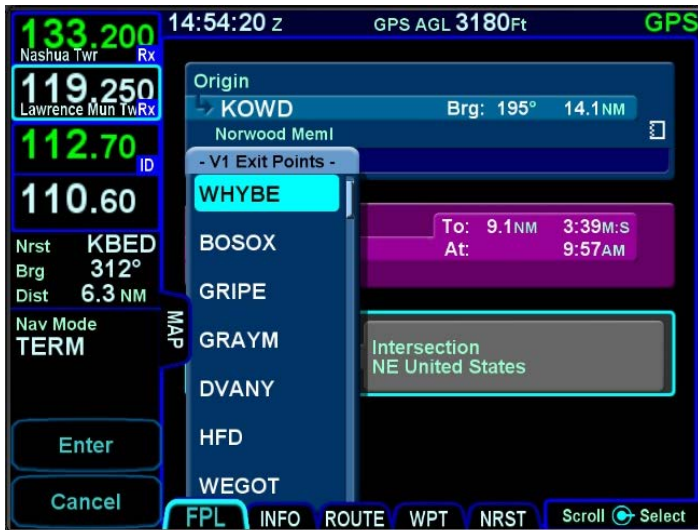 133.200
Nashua Twr Rx
119.250
Lawrence Mun Tw Rx
112.70 ID
110.60
Nrst KBED
Brg 312°
Dist 6.3 NM
Nav Mode
TERM
Enter
Cancel
14:54:20 Z GPS AGL 3180Ft GPS
Origin
KOWD Brg: 195° 14.1NM
Norwood Meml
- V1 Exit Points -
WHYBE
BOSOX
GRIPE
GRAYM
DVANY
HFD
WEGOT
To: 9.1NM 3:39M:S
At: 9:57AM
Intersection
NE United States
MAP
FPL INFO ROUTE WPT NRST Scroll Select